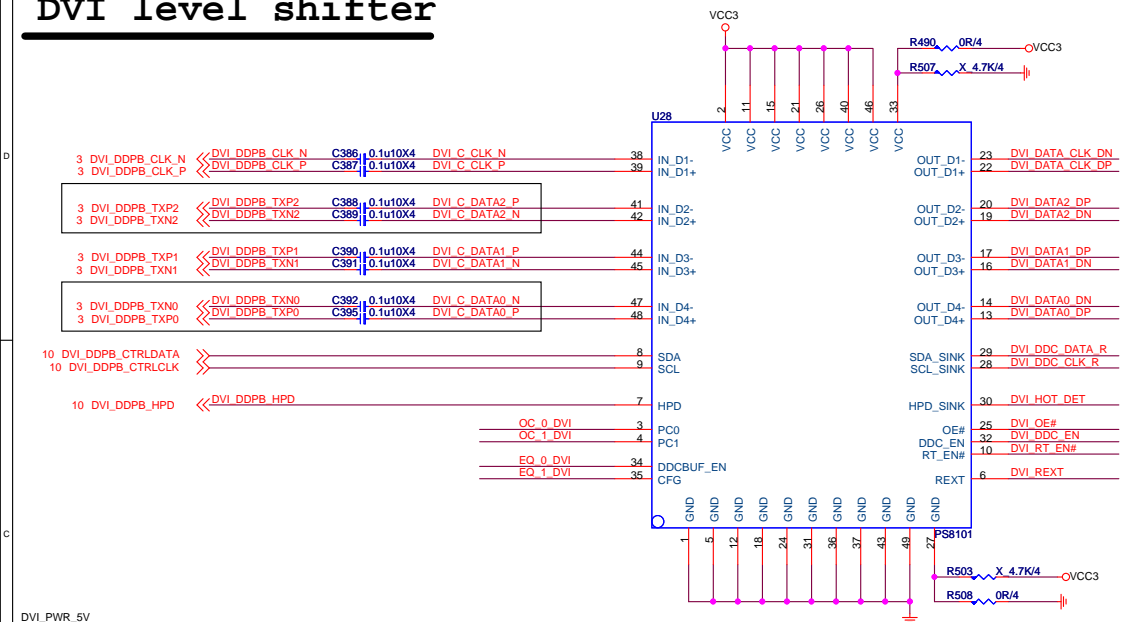 DVI level shifter
VCC3
R490 0R/4 VCC3
R507 X_4.7K/4
2 11 15 21 26 40 46 33
U28
VCC VCC VCC VCC VCC VCC VCC VCC
D
3 DVI_DDPB_CLK_N DVI_DDPB_CLK_N C386 0.1u10X4 DVI_C_CLK_N 38 IN_D1- OUT_D1- 23 DVI_DATA_CLK_DN
3 DVI_DDPB_CLK_P DVI_DDPB_CLK_P C387 0.1u10X4 DVI_C_CLK_P 39 IN_D1+ OUT_D1+ 22 DVI_DATA_CLK_DP
3 DVI_DDPB_TXP2 DVI_DDPB_TXP2 C388 0.1u10X4 DVI_C_DATA2_P 41 IN_D2- OUT_D2- 20 DVI_DATA2_DP
3 DVI_DDPB_TXN2 DVI_DDPB_TXN2 C389 0.1u10X4 DVI_C_DATA2_N 42 IN_D2+ OUT_D2+ 19 DVI_DATA2_DN
3 DVI_DDPB_TXP1 DVI_DDPB_TXP1 C390 0.1u10X4 DVI_C_DATA1_P 44 IN_D3- OUT_D3- 17 DVI_DATA1_DP
3 DVI_DDPB_TXN1 DVI_DDPB_TXN1 C391 0.1u10X4 DVI_C_DATA1_N 45 IN_D3+ OUT_D3+ 16 DVI_DATA1_DN
3 DVI_DDPB_TXN0 DVI_DDPB_TXN0 C392 0.1u10X4 DVI_C_DATA0_N 47 IN_D4- OUT_D4- 14 DVI_DATA0_DN
3 DVI_DDPB_TXP0 DVI_DDPB_TXP0 C395 0.1u10X4 DVI_C_DATA0_P 48 IN_D4+ OUT_D4+ 13 DVI_DATA0_DP
10 DVI_DDPB_CTRLDATA 8 SDA SDA_SINK 29 DVI_DDC_DATA_R
10 DVI_DDPB_CTRLCLK 9 SCL SCL_SINK 28 DVI_DDC_CLK_R
10 DVI_DDPB_HPD DVI_DDPB_HPD 7 HPD HPD_SINK 30 DVI_HOT_DET
OC_0_DVI 3 PC0 OE# 25 DVI_OE#
OC_1_DVI 4 PC1 DDC_EN 32 DVI_DDC_EN
RT_EN# 10 DVI_RT_EN#
EQ_0_DVI 34 DDCBUF_EN
EQ_1_DVI 35 CFG REXT 6 DVI_REXT
GND GND GND GND GND GND GND GND GND GND GND
C
PS8101
1 5 12 18 24 31 36 37 43 49 27
R503 X_4.7K/4 VCC3
R508 0R/4
DVI_PWR_5V